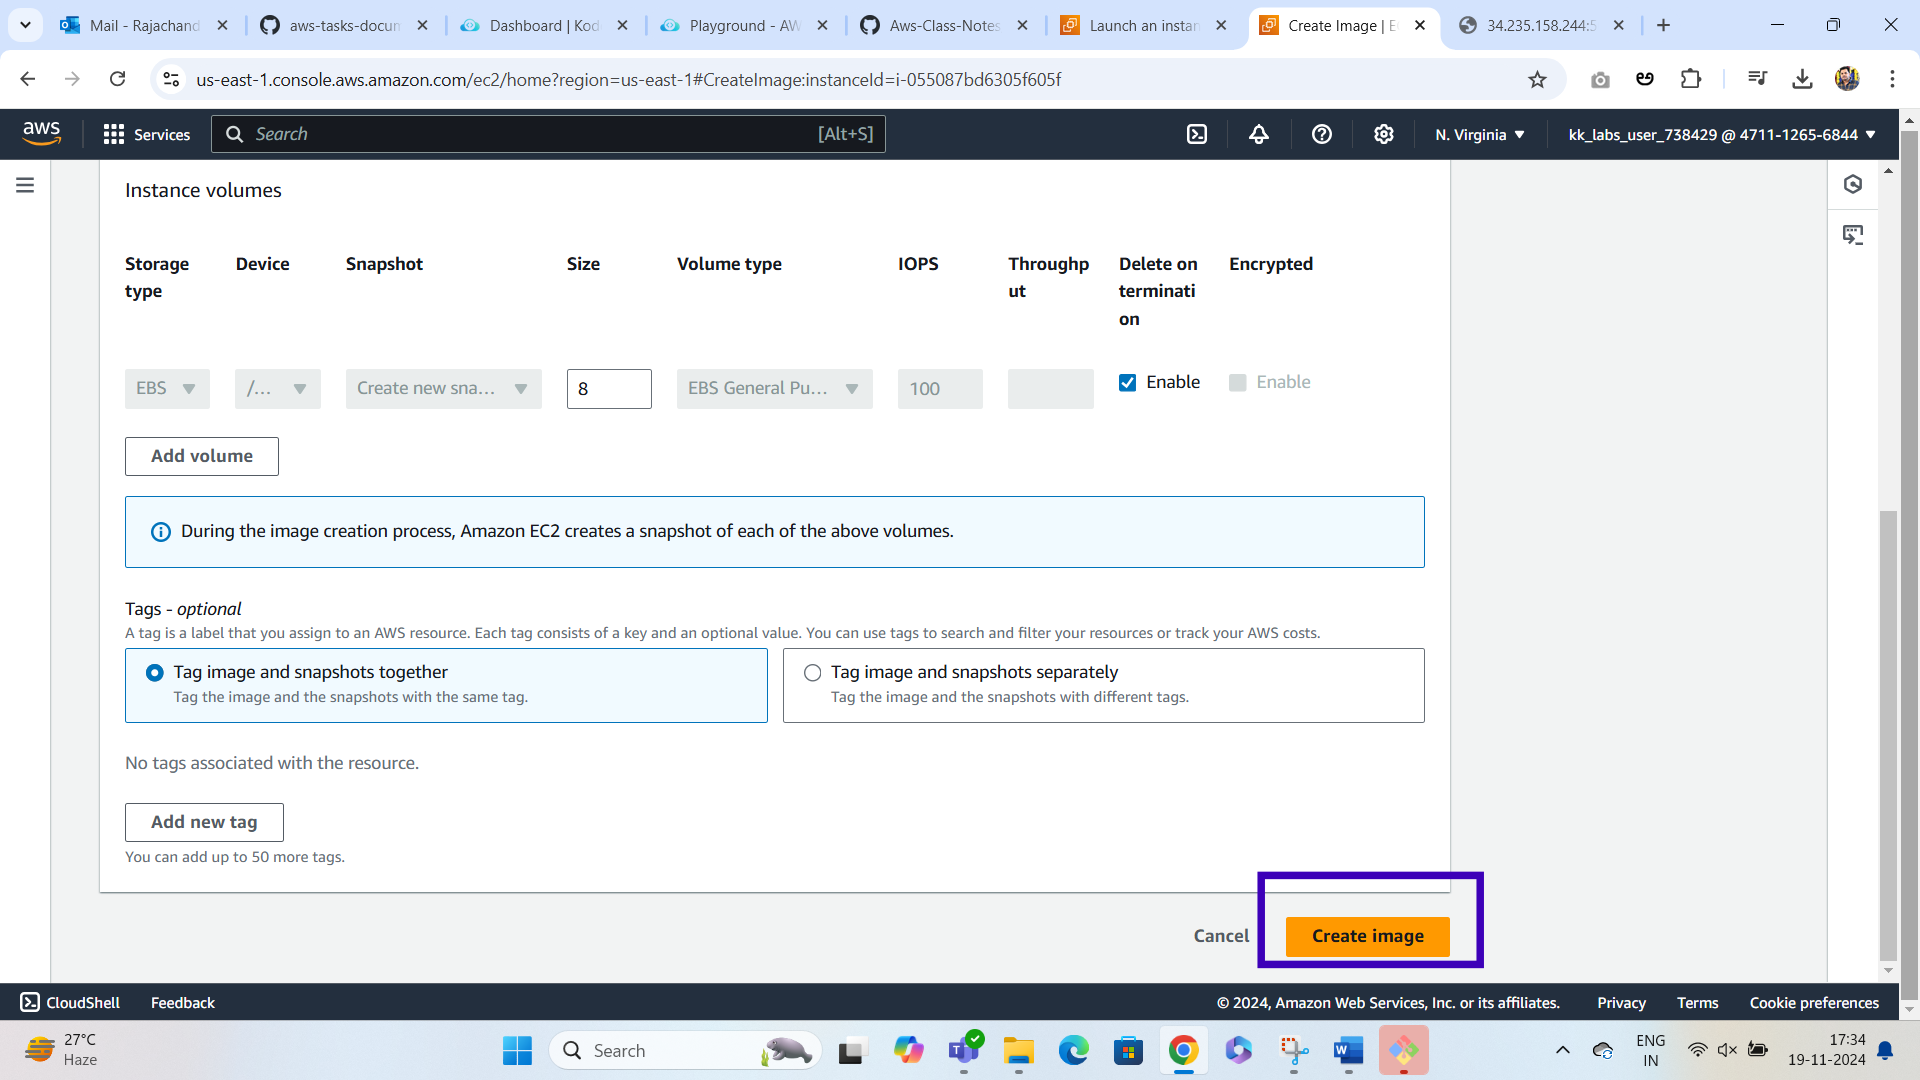 Mail - Rajachand
aws-tasks-docum
Dashboard | Kod
Playground - AW
Aws-Class-Notes
Launch an instan
Create Image | E
34.235.158.244:5
us-east-1.console.aws.amazon.com/ec2/home?region=us-east-1#CreateImage:instanceId=i-055087bd6305f605f
aws
Services
Search
[Alt+S]
N. Virginia
kk_labs_user_738429 @ 4711-1265-6844
Instance volumes
Storage type
Device
Snapshot
Size
Volume type
IOPS
Throughp
ut
Delete on
terminati
on
Encrypted
EBS
/...
Create new sna...
8
EBS General Pu...
100
Enable
Enable
Add volume
During the image creation process, Amazon EC2 creates a snapshot of each of the above volumes.
Tags - optional
A tag is a label that you assign to an AWS resource. Each tag consists of a key and an optional value. You can use tags to search and filter your resources or track your AWS costs.
Tag image and snapshots together
Tag the image and the snapshots with the same tag.
Tag image and snapshots separately
Tag the image and the snapshots with different tags.
No tags associated with the resource.
Add new tag
You can add up to 50 more tags.
Cancel
Create image
CloudShell
Feedback
© 2024, Amazon Web Services, Inc. or its affiliates.
Privacy
Terms
Cookie preferences
27°C
Haze
Search
ENG
IN
17:34
19-11-2024